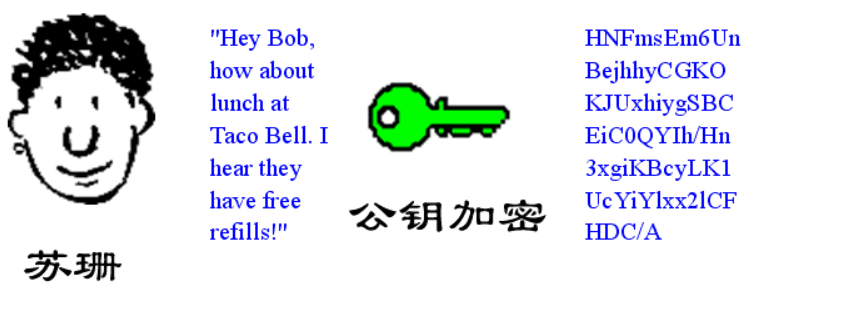 "Hey Bob,
how about
lunch at
Taco Bell. I
hear they
have free
refills!"
公钥加密
HNFmsEm6Un
BejhhyCGKO
KJUxhiygSBC
EiC0QYIh/Hn
3xgiKBcyLK1
UcYiYlxx2lCF
HDC/A
苏珊